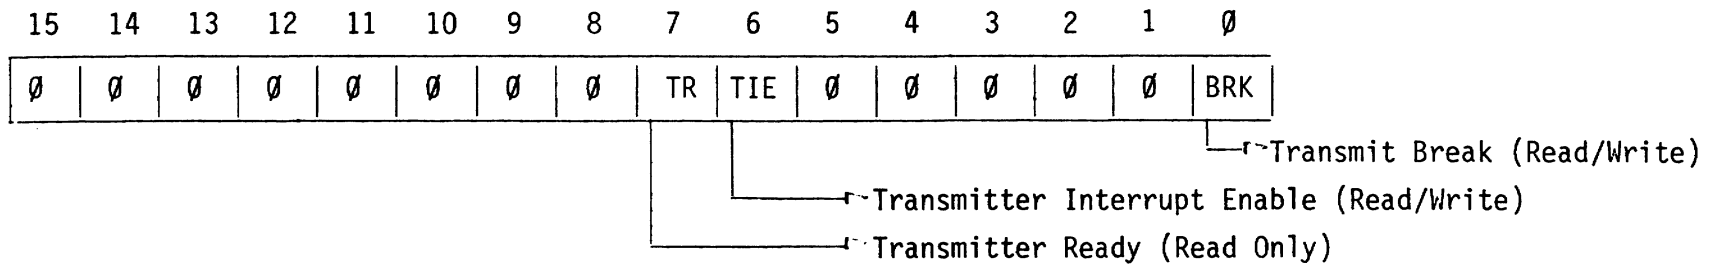 15 14 13 12 11 10 9 8 7 6 5 4 3 2 1 Ø
Ø Ø Ø Ø Ø Ø Ø Ø TR TIE Ø Ø Ø Ø Ø BRK
Transmit Break (Read/Write)
Transmitter Interrupt Enable (Read/Write)
Transmitter Ready (Read Only)